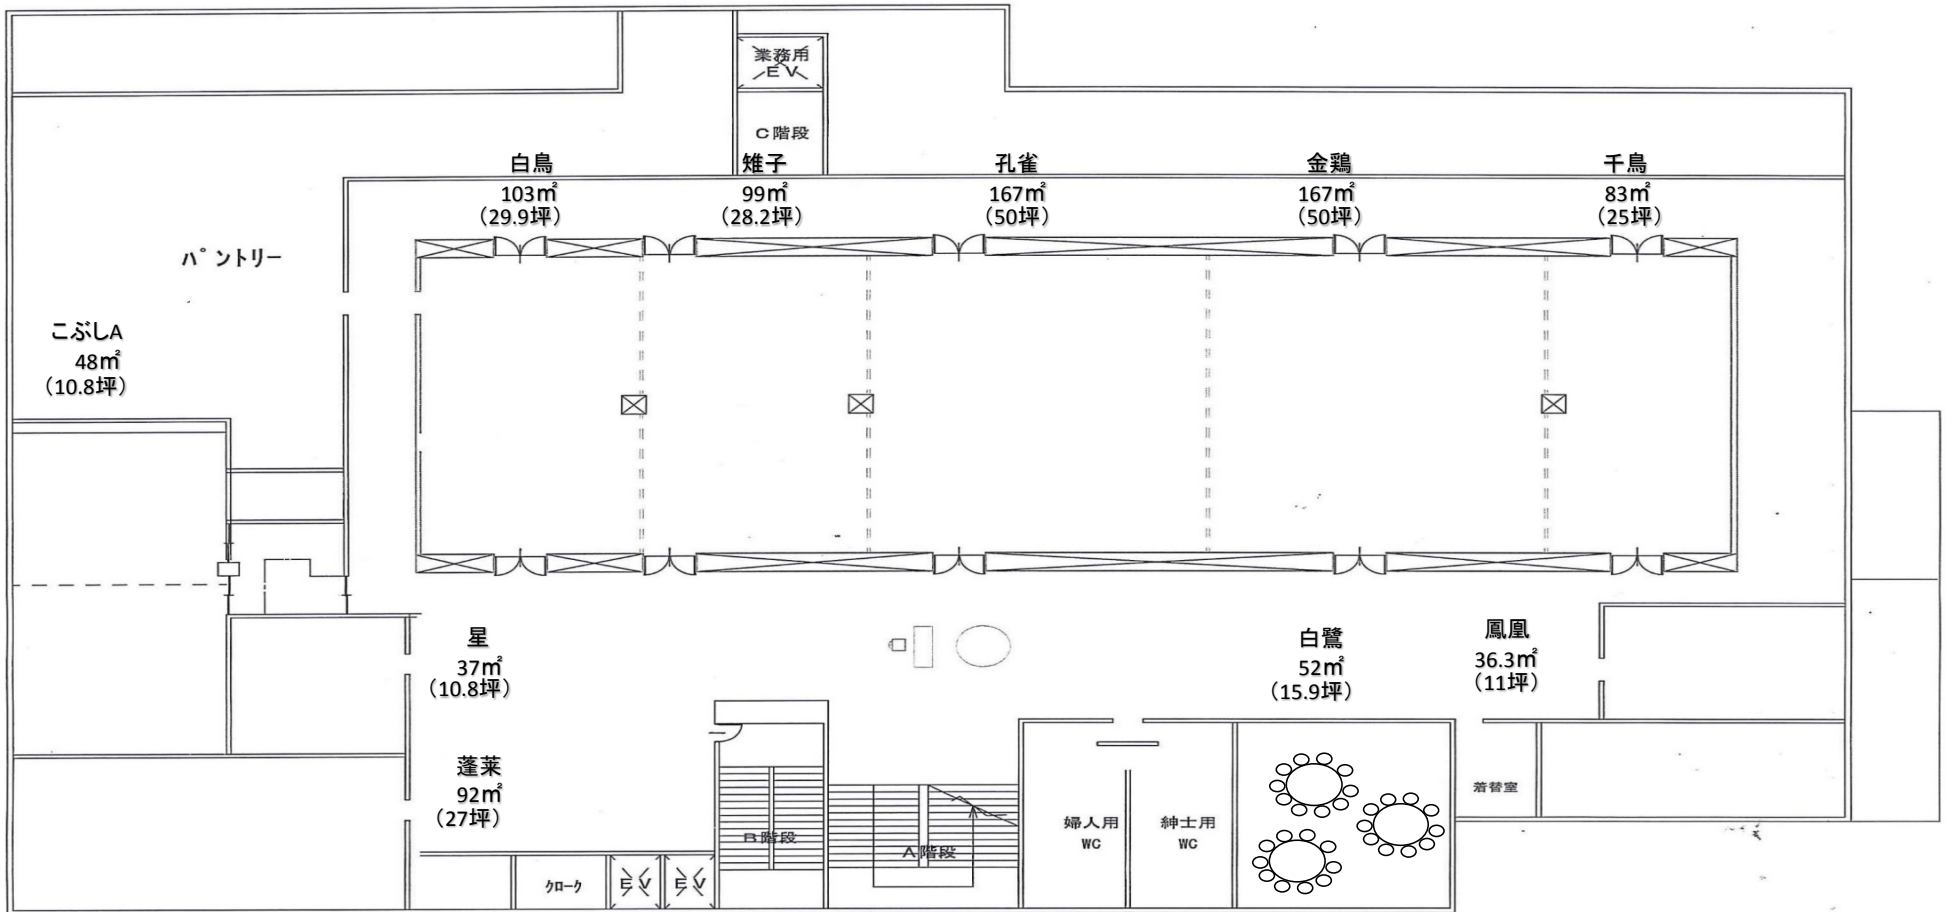 業務用
EV
C階段
白鳥
103㎡
（29.9坪）
雉子
99㎡
（28.2坪）
孔雀
167㎡
（50坪）
金鶏
167㎡
（50坪）
千鳥
83㎡
（25坪）
パントリー
こぶしA
48㎡
（10.8坪）
星
37㎡
（10.8坪）
白鷺
52㎡
（15.9坪）
鳳凰
36.3㎡
（11坪）
蓬莱
92㎡
（27坪）
着替室
B階段
A階段
婦人用
WC
紳士用
WC
クローク
EV
EV